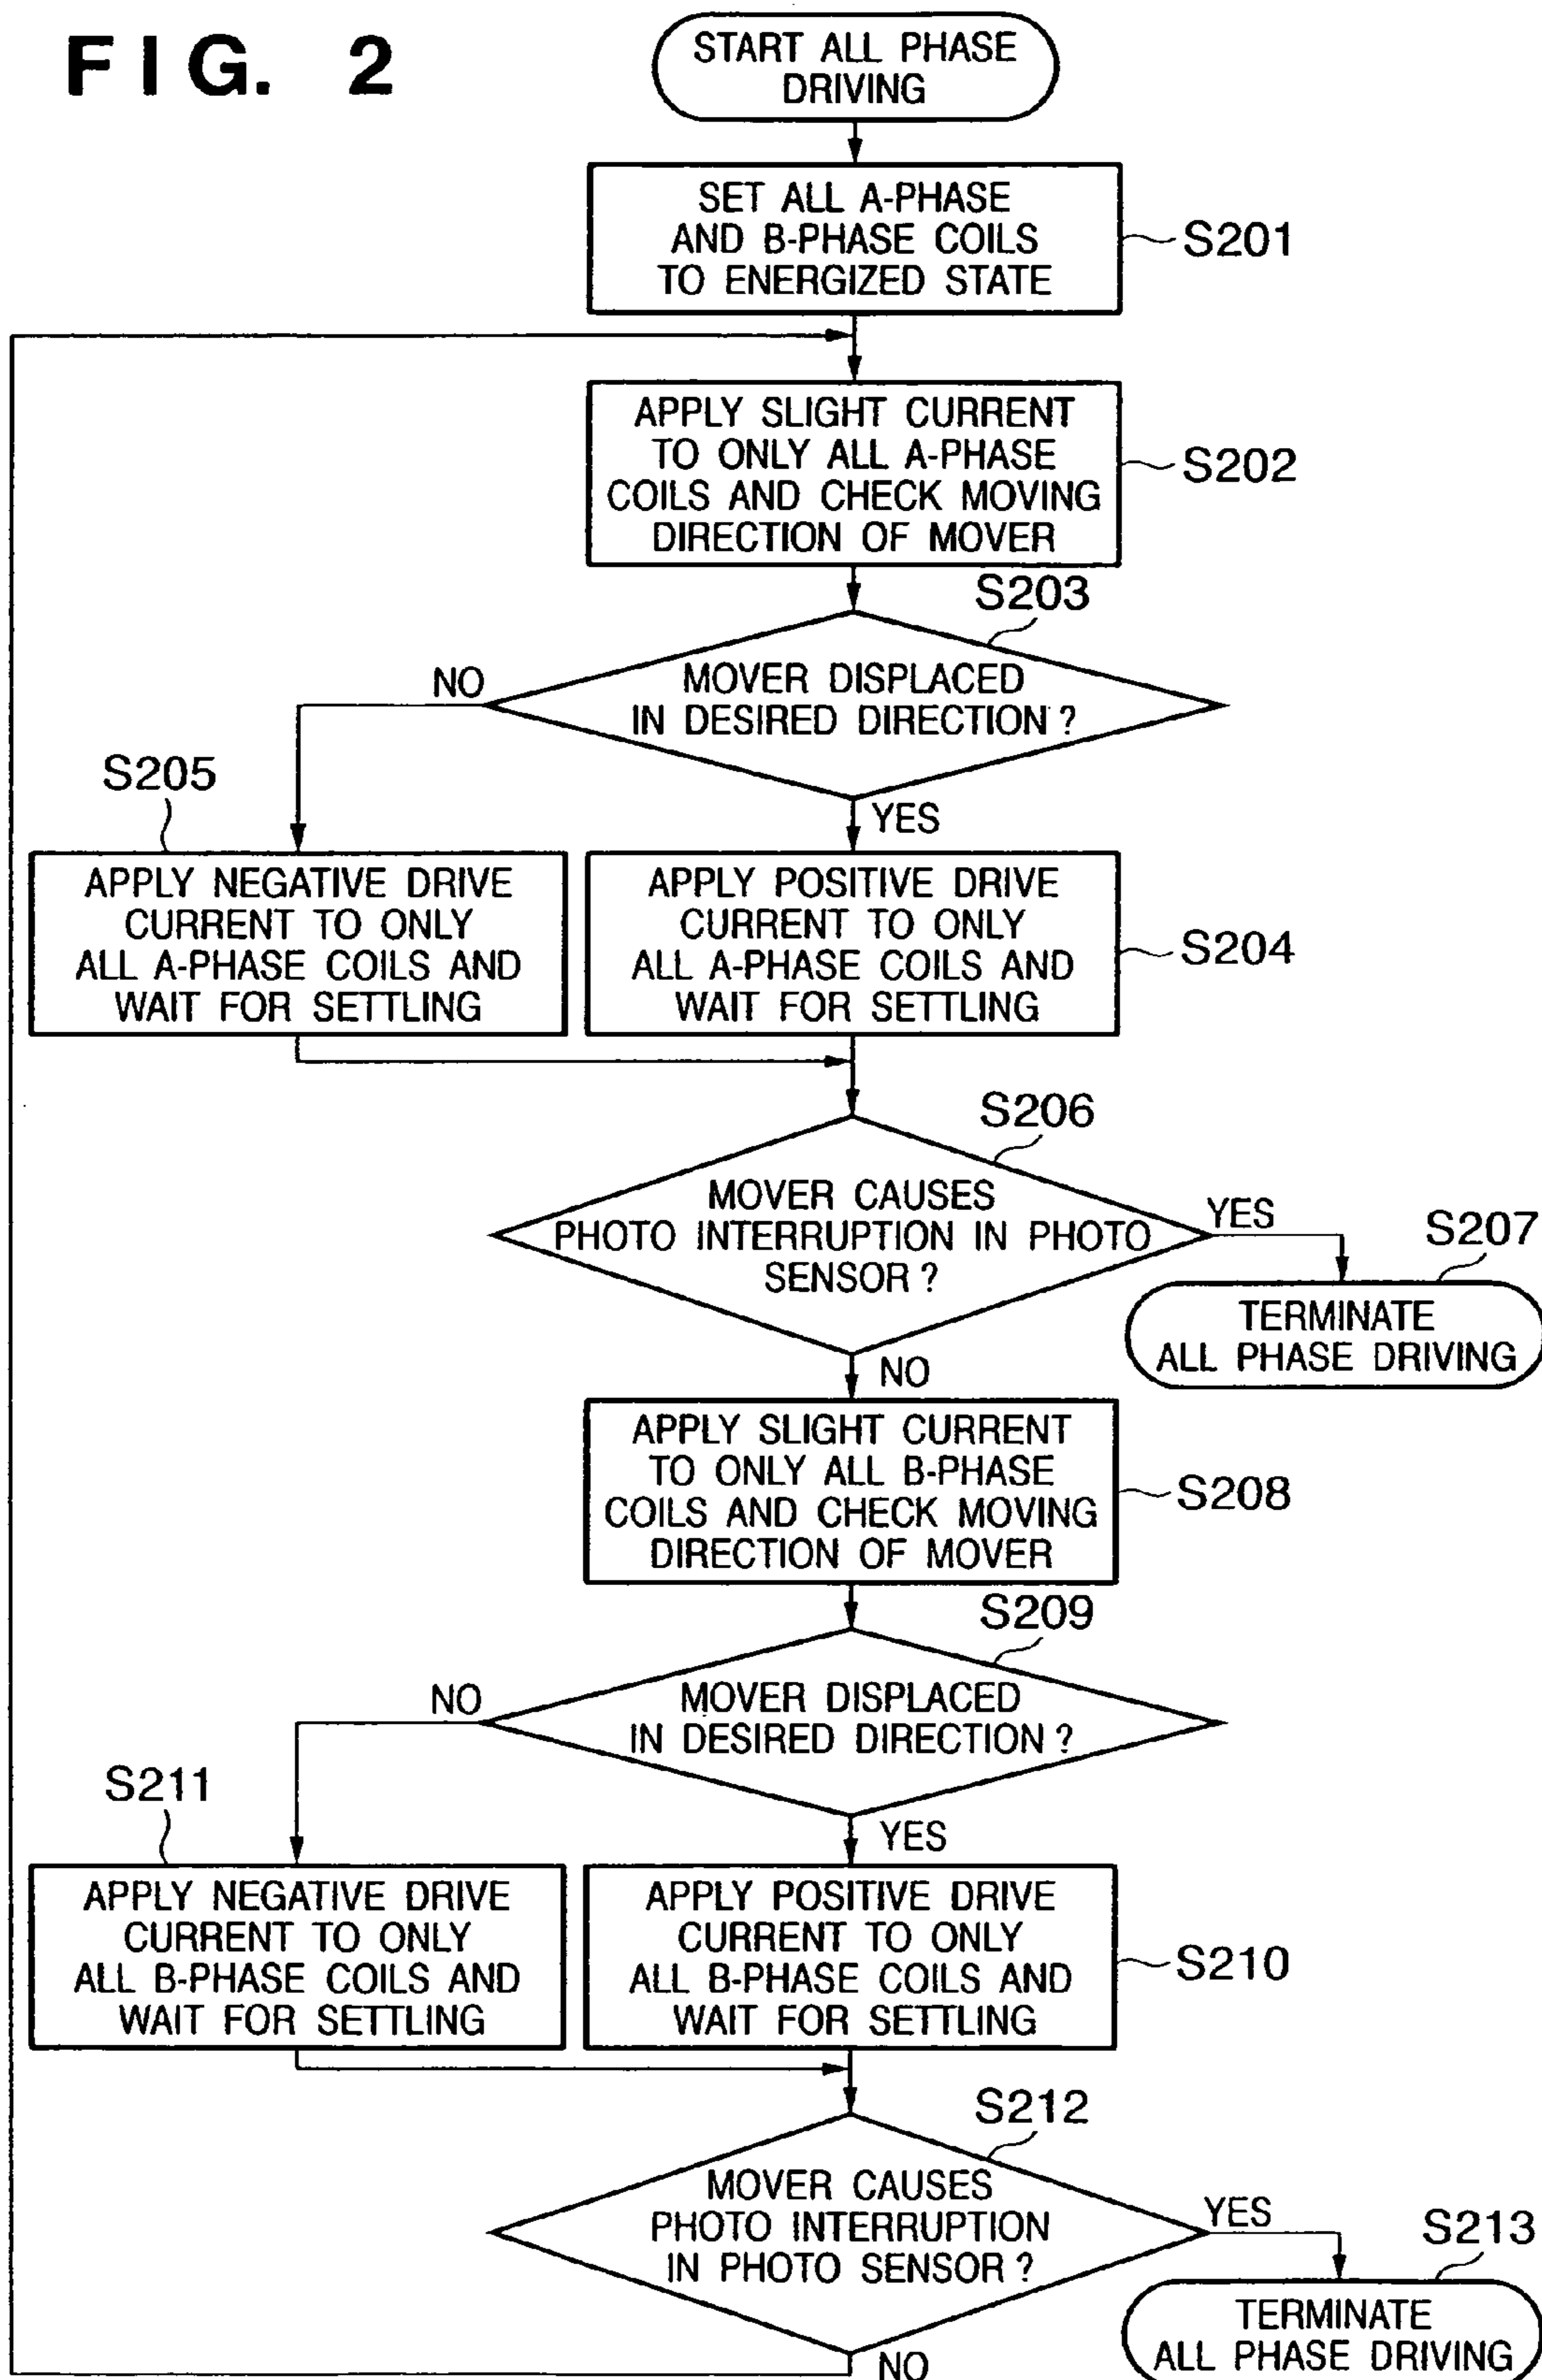 FIG. 2
START ALL PHASE
DRIVING
SET ALL A-PHASE
AND B-PHASE COILS
TO ENERGIZED STATE
S201
APPLY SLIGHT CURRENT
TO ONLY ALL A-PHASE
COILS AND CHECK MOVING
DIRECTION OF MOVER
S202
S203
MOVER DISPLACED
IN DESIRED DIRECTION ?
NO
YES
S205
APPLY NEGATIVE DRIVE
CURRENT TO ONLY
ALL A-PHASE COILS AND
WAIT FOR SETTLING
APPLY POSITIVE DRIVE
CURRENT TO ONLY
ALL A-PHASE COILS AND
WAIT FOR SETTLING
S204
S206
MOVER CAUSES
PHOTO INTERRUPTION IN PHOTO
SENSOR ?
YES
S207
TERMINATE
ALL PHASE DRIVING
NO
APPLY SLIGHT CURRENT
TO ONLY ALL B-PHASE
COILS AND CHECK MOVING
DIRECTION OF MOVER
S208
S209
MOVER DISPLACED
IN DESIRED DIRECTION ?
NO
YES
S211
APPLY NEGATIVE DRIVE
CURRENT TO ONLY
ALL B-PHASE COILS AND
WAIT FOR SETTLING
APPLY POSITIVE DRIVE
CURRENT TO ONLY
ALL B-PHASE COILS AND
WAIT FOR SETTLING
S210
S212
MOVER CAUSES
PHOTO INTERRUPTION
IN PHOTO SENSOR ?
YES
S213
TERMINATE
ALL PHASE DRIVING
NO